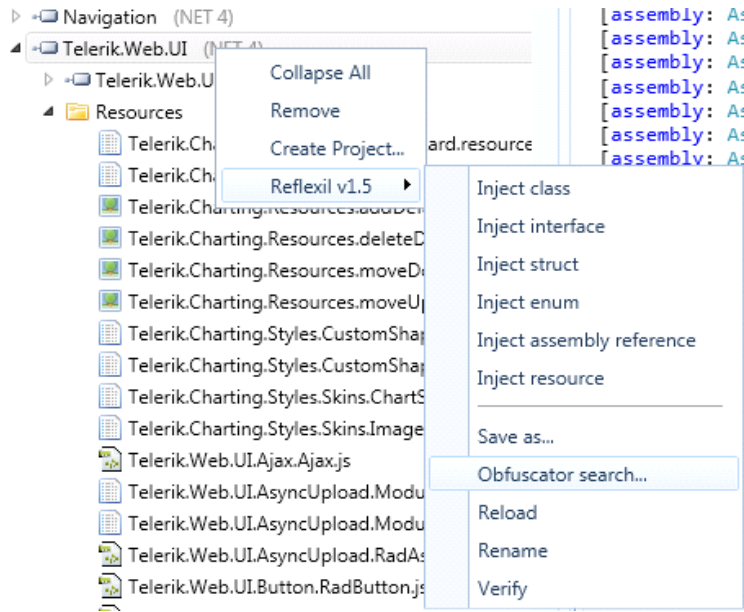 Navigation (NET 4)
Telerik.Web.UI (NET 4)
Telerik.Web.U
Resources
Telerik.Ch
ard.resource
Telerik.Ch
Telerik.Charting.Resources.addDel
Telerik.Charting.Resources.deleteD
Telerik.Charting.Resources.moveDo
Telerik.Charting.Resources.moveUp
Telerik.Charting.Styles.CustomShap
Telerik.Charting.Styles.CustomShap
Telerik.Charting.Styles.Skins.ChartS
Telerik.Charting.Styles.Skins.Image
Telerik.Web.UI.Ajax.Ajax.js
Telerik.Web.UI.AsyncUpload.Modu
Telerik.Web.UI.AsyncUpload.Modu
Telerik.Web.UI.AsyncUpload.RadAs
Telerik.Web.UI.Button.RadButton.js
Collapse All
Remove
Create Project...
Reflexil v1.5
Inject class
Inject interface
Inject struct
Inject enum
Inject assembly reference
Inject resource
Save as...
Obfuscator search...
Reload
Rename
Verify
[assembly: As
[assembly: As
[assembly: As
[assembly: As
[assembly: As
[assembly: As
[assembly: As